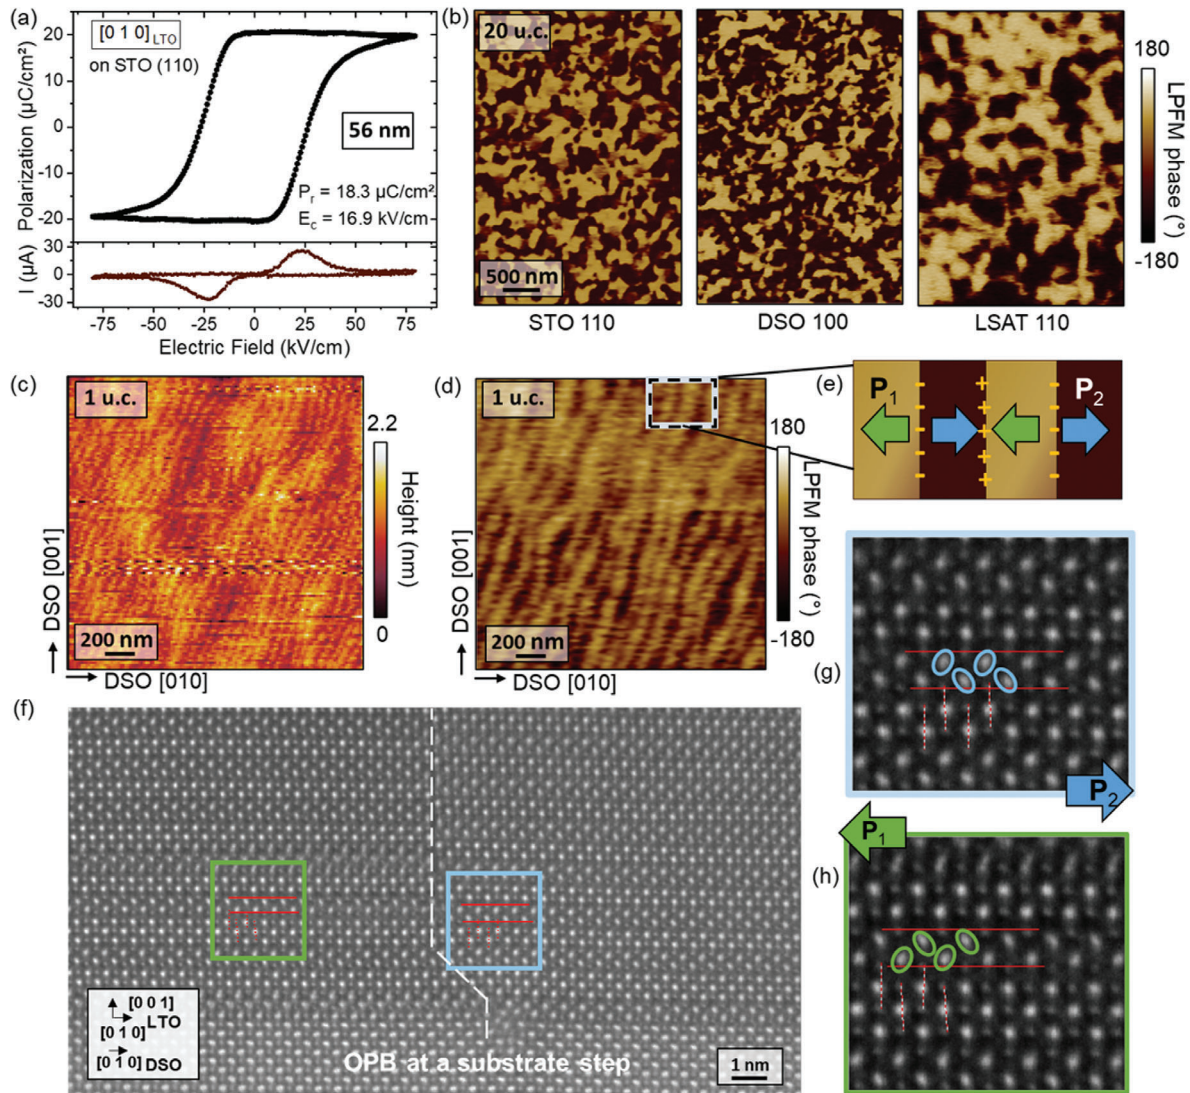 (a)
[0 1 0]LTO
on STO (110)
56 nm
Pr = 18.3 µC/cm²
Ec = 16.9 kV/cm
Polarization (µC/cm²)
20
10
0
-10
-20
I (µA)
30
0
-30
-75 -50 -25 0 25 50 75
Electric Field (kV/cm)
(b)
20 u.c.
500 nm
STO 110
DSO 100
LSAT 110
180
LPFM phase (°)
-180
(c)
1 u.c.
200 nm
DSO [001]
DSO [010]
2.2
Height (nm)
0
(d)
1 u.c.
200 nm
DSO [001]
DSO [010]
180
LPFM phase (°)
-180
(e)
P1
P2
- - - - -
+ + + + +
- - - - -
(f)
[0 0 1]
LTO
[0 1 0]
[0 1 0] DSO
OPB at a substrate step
1 nm
(g)
P2
P1
(h)